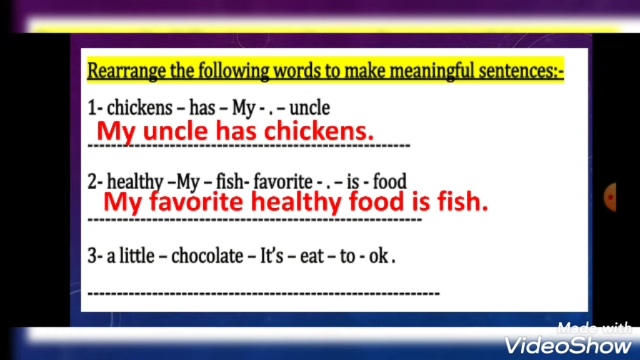 Rearrange the following words to make meaningful sentences:-
1- chickens – has – My - . – uncle
My uncle has chickens.
2- healthy –My – fish- favorite - . – is - food
My favorite healthy food is fish.
3- a little – chocolate – It's – eat – to - ok .
Made with
VideoShow